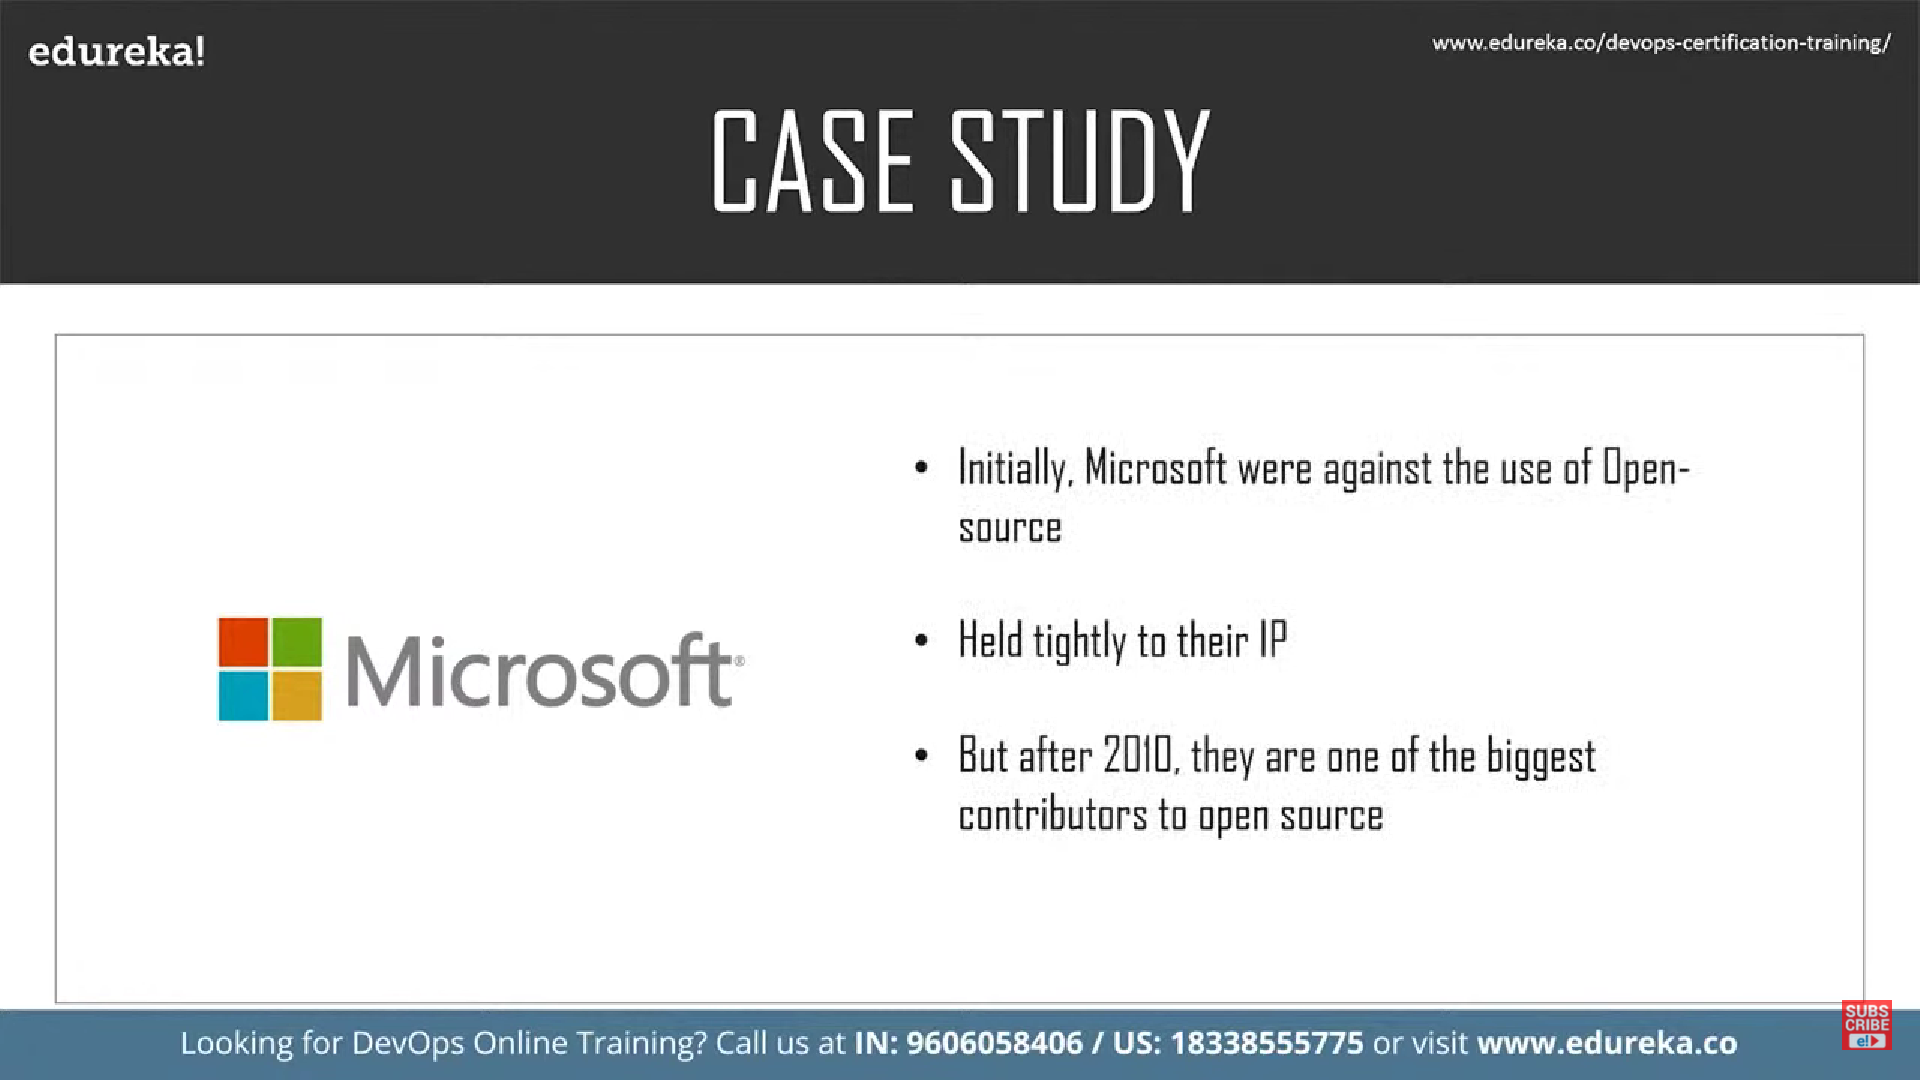 edureka!
www.edureka.co/devops-certification-training/
CASE STUDY
• Initially, Microsoft were against the use of Open-
source
Microsoft®
• Held tightly to their IP
• But after 2010, they are one of the biggest
contributors to open source
Looking for DevOps Online Training? Call us at IN: 9606058406 / US: 18338555775 or visit www.edureka.co
SUBS
CRIBE
e!